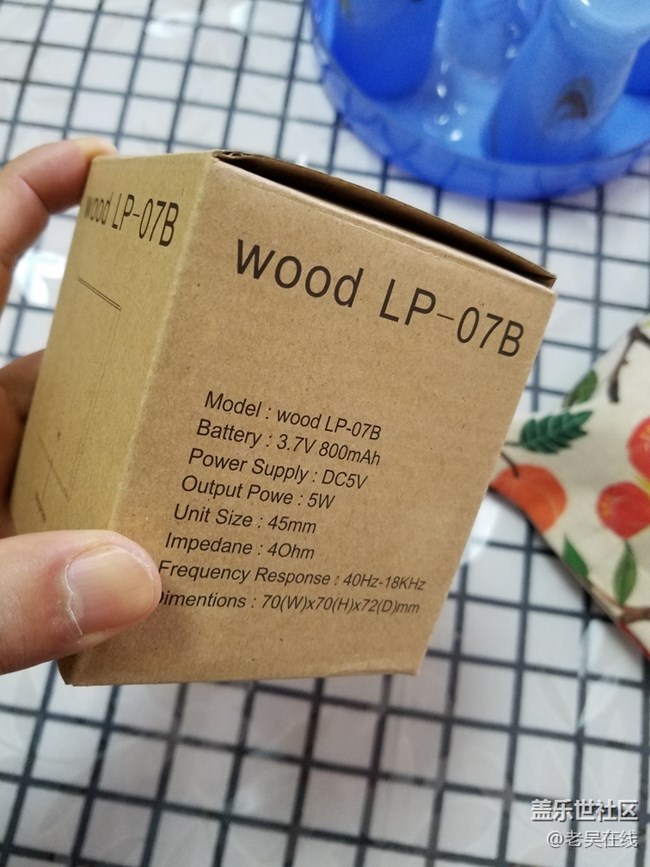 wood LP-07B
wood LP-07B
Model : wood LP-07B
Battery : 3.7V 800mAh
Power Supply : DC5V
Output Powe : 5W
Unit Size : 45mm
Impedane : 4Ohm
Frequency Response : 40Hz-18KHz
Dimentions : 70(W)x70(H)x72(D)mm
盖乐世社区
@老吴在线